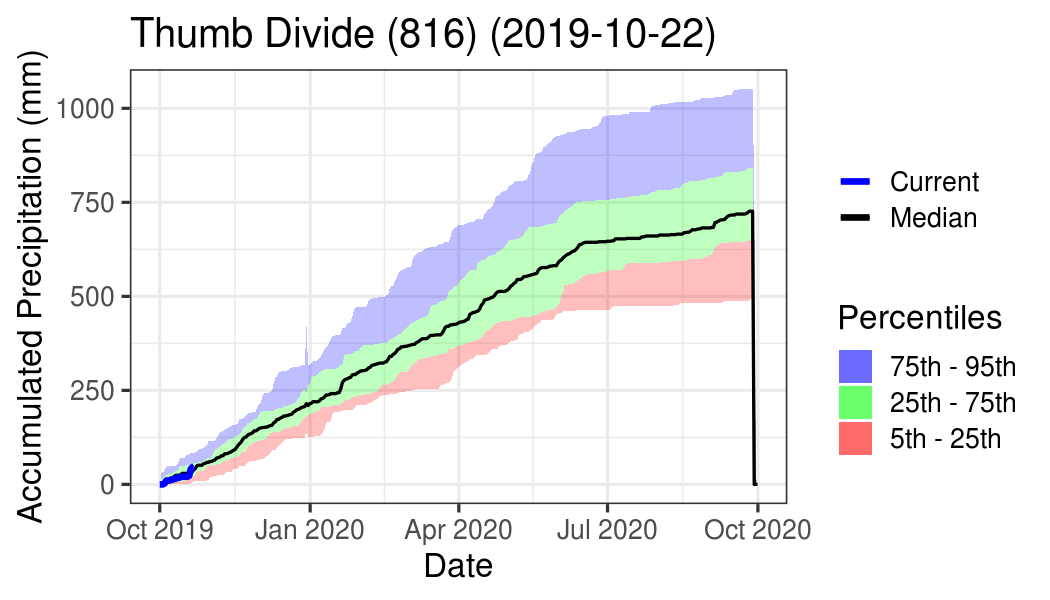 Thumb Divide (816) (2019-10-22)
Accumulated Precipitation (mm)
1000
750
500
250
0
Oct 2019
Jan 2020
Apr 2020
Jul 2020
Oct 2020
Date
Current
Median
Percentiles
75th - 95th
25th - 75th
5th - 25th